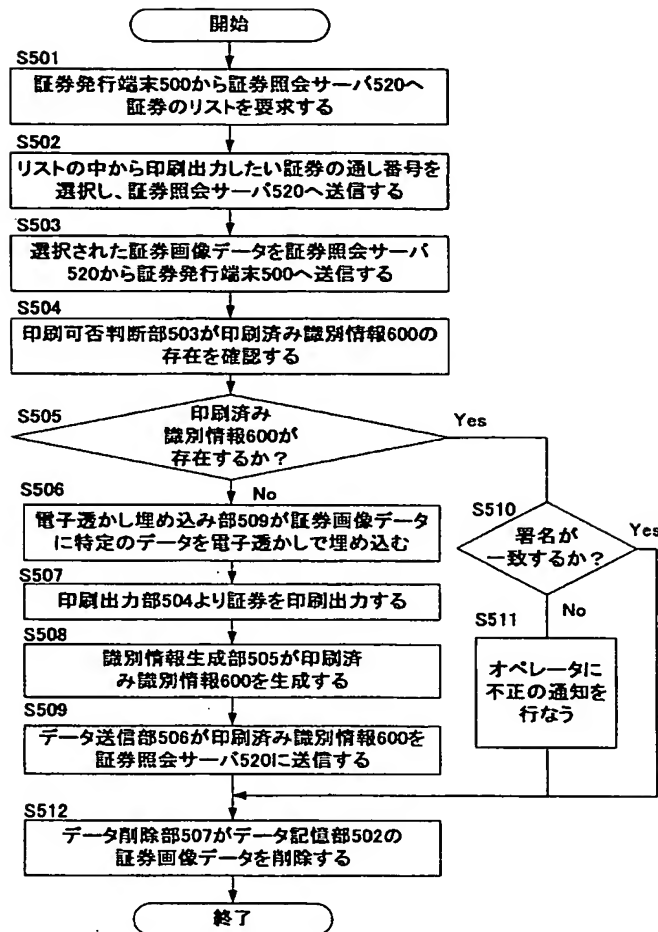 開始
S501
証券発行端末500から証券照会サーバ520へ
証券のリストを要求する
S502
リストの中から印刷出力したい証券の通し番号を
選択し、証券照会サーバ520へ送信する
S503
選択された証券画像データを証券照会サーバ
520から証券発行端末500へ送信する
S504
印刷可否判断部503が印刷済み識別情報600の
存在を確認する
S505
印刷済み
識別情報600が
存在するか？
Yes
No
S506
電子透かし埋め込み部509が証券画像データ
に特定のデータを電子透かしで埋め込む
S510
署名が
一致するか？
Yes
No
S507
印刷出力部504より証券を印刷出力する
S511
オペレータに
不正の通知を
行なう
S508
識別情報生成部505が印刷済
み識別情報600を生成する
S509
データ送信部506が印刷済み識別情報600を
証券照会サーバ520に送信する
S512
データ削除部507がデータ記憶部502の
証券画像データを削除する
終了